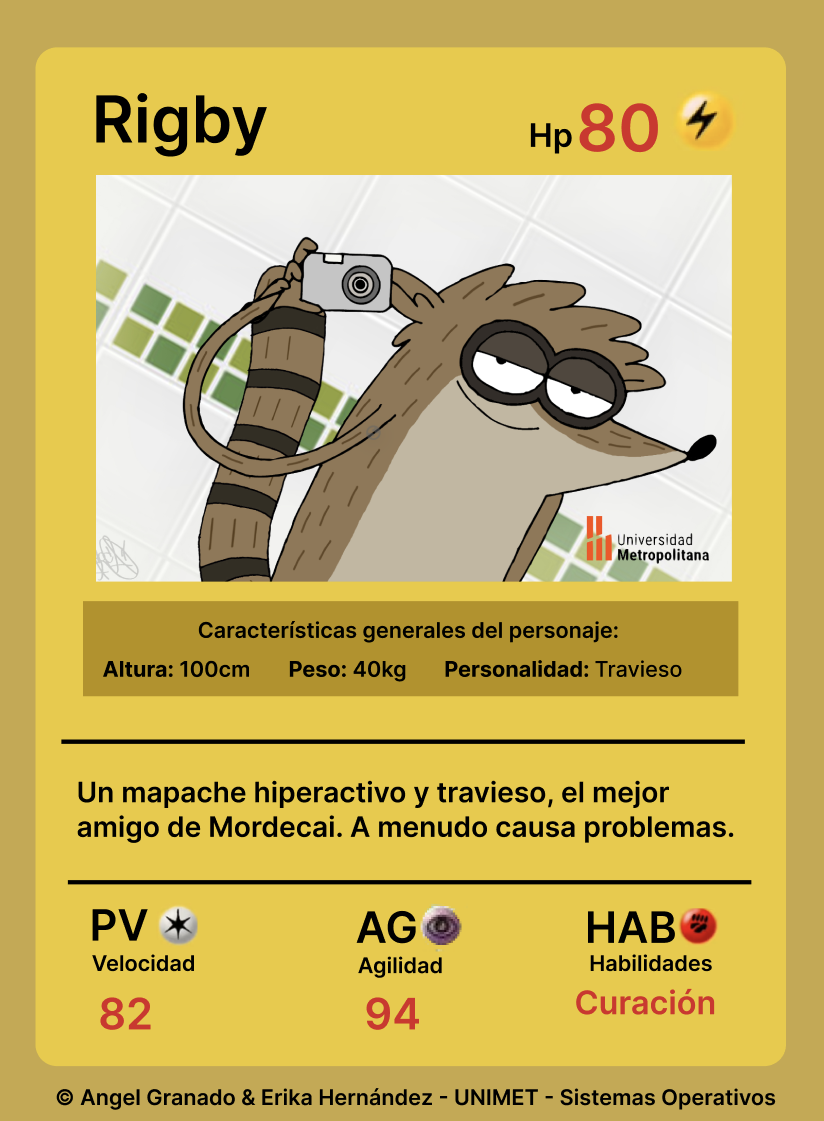 Rigby
Hp 80
Universidad
Metropolitana
Características generales del personaje:
Altura: 100cm Peso: 40kg Personalidad: Travieso
Un mapache hiperactivo y travieso, el mejor
amigo de Mordecai. A menudo causa problemas.
PV AG HAB
Velocidad Agilidad Habilidades
82 94 Curación
© Angel Granado & Erika Hernández - UNIMET - Sistemas Operativos